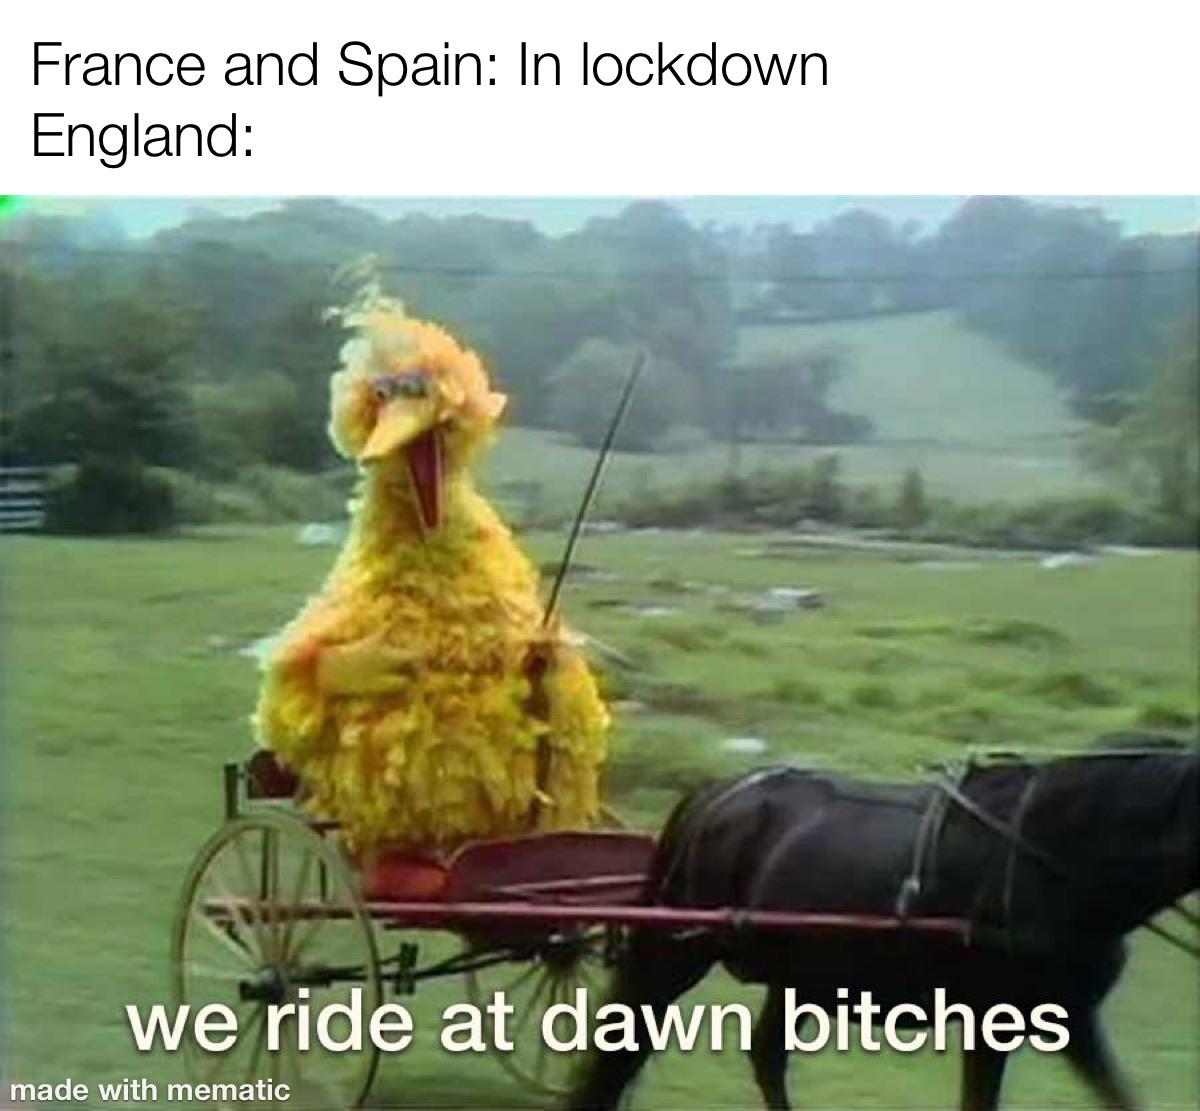 France and Spain: In lockdown
England:
we ride at dawn bitches
made with mematic